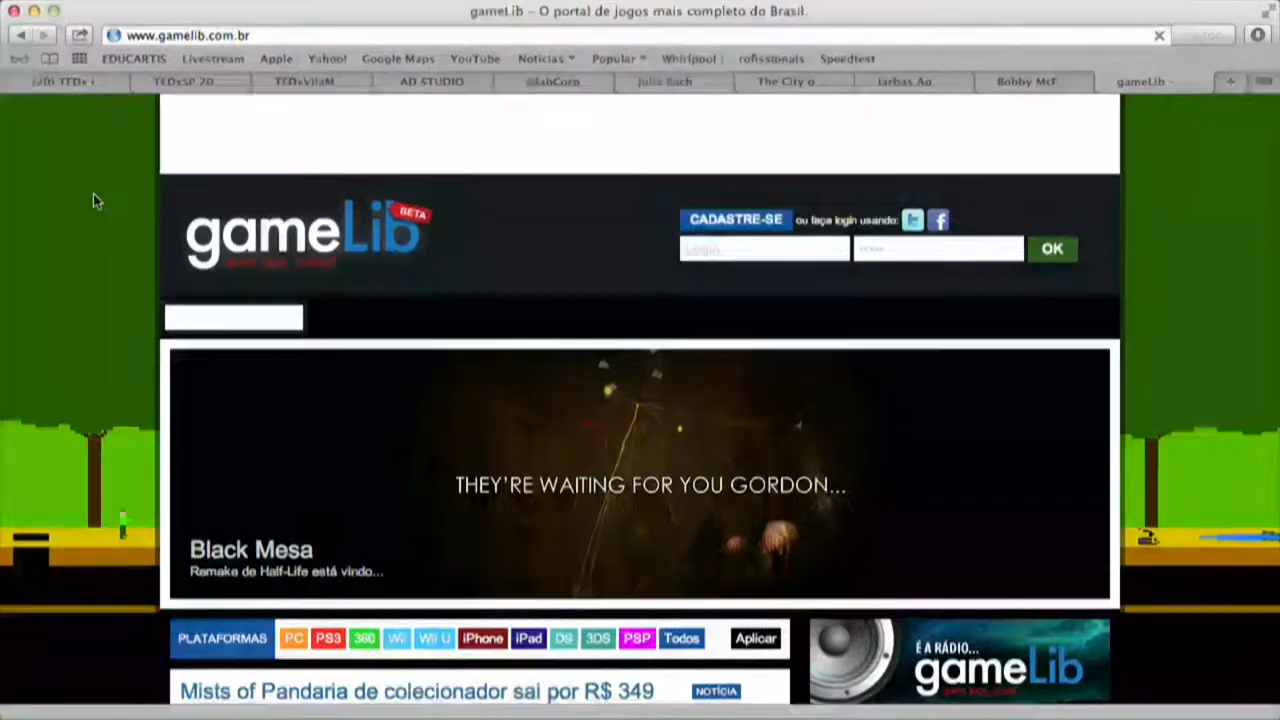 gameLib – O portal de jogos mais completo do Brasil.
www.gamelib.com.br
EDUCARTIS Livestream Apple Yahoo! Google Maps YouTube Notícias Popular Whirlpool rofissionais Speedtest
TEDxSP 20 TEDxVilaM AD STUDIO @labCorp Julia Bach The City o... Jarbas Ag Bobby McF gameLib –
gameLib BETA
CADASTRE-SE ou faça login usando:
Login
OK
THEY'RE WAITING FOR YOU GORDON...
Black Mesa
Remake de Half-Life está vindo...
PLATAFORMAS PC PS3 360 Wii Wii U iPhone iPad DS 3DS PSP Todos Aplicar
É A RÁDIO...
gameLib
Mists of Pandaria de colecionador sai por R$ 349 NOTÍCIA